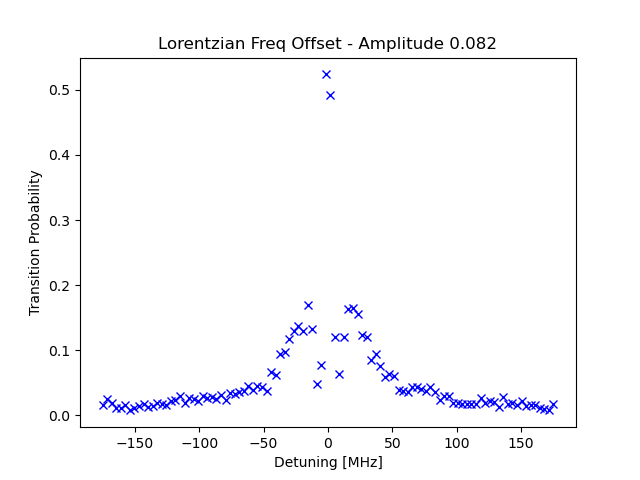 Lorentzian Freq Offset - Amplitude 0.082
Transition Probability
0.5
0.4
0.3
0.2
0.1
0.0
−150 −100 −50 0 50 100 150
Detuning [MHz]